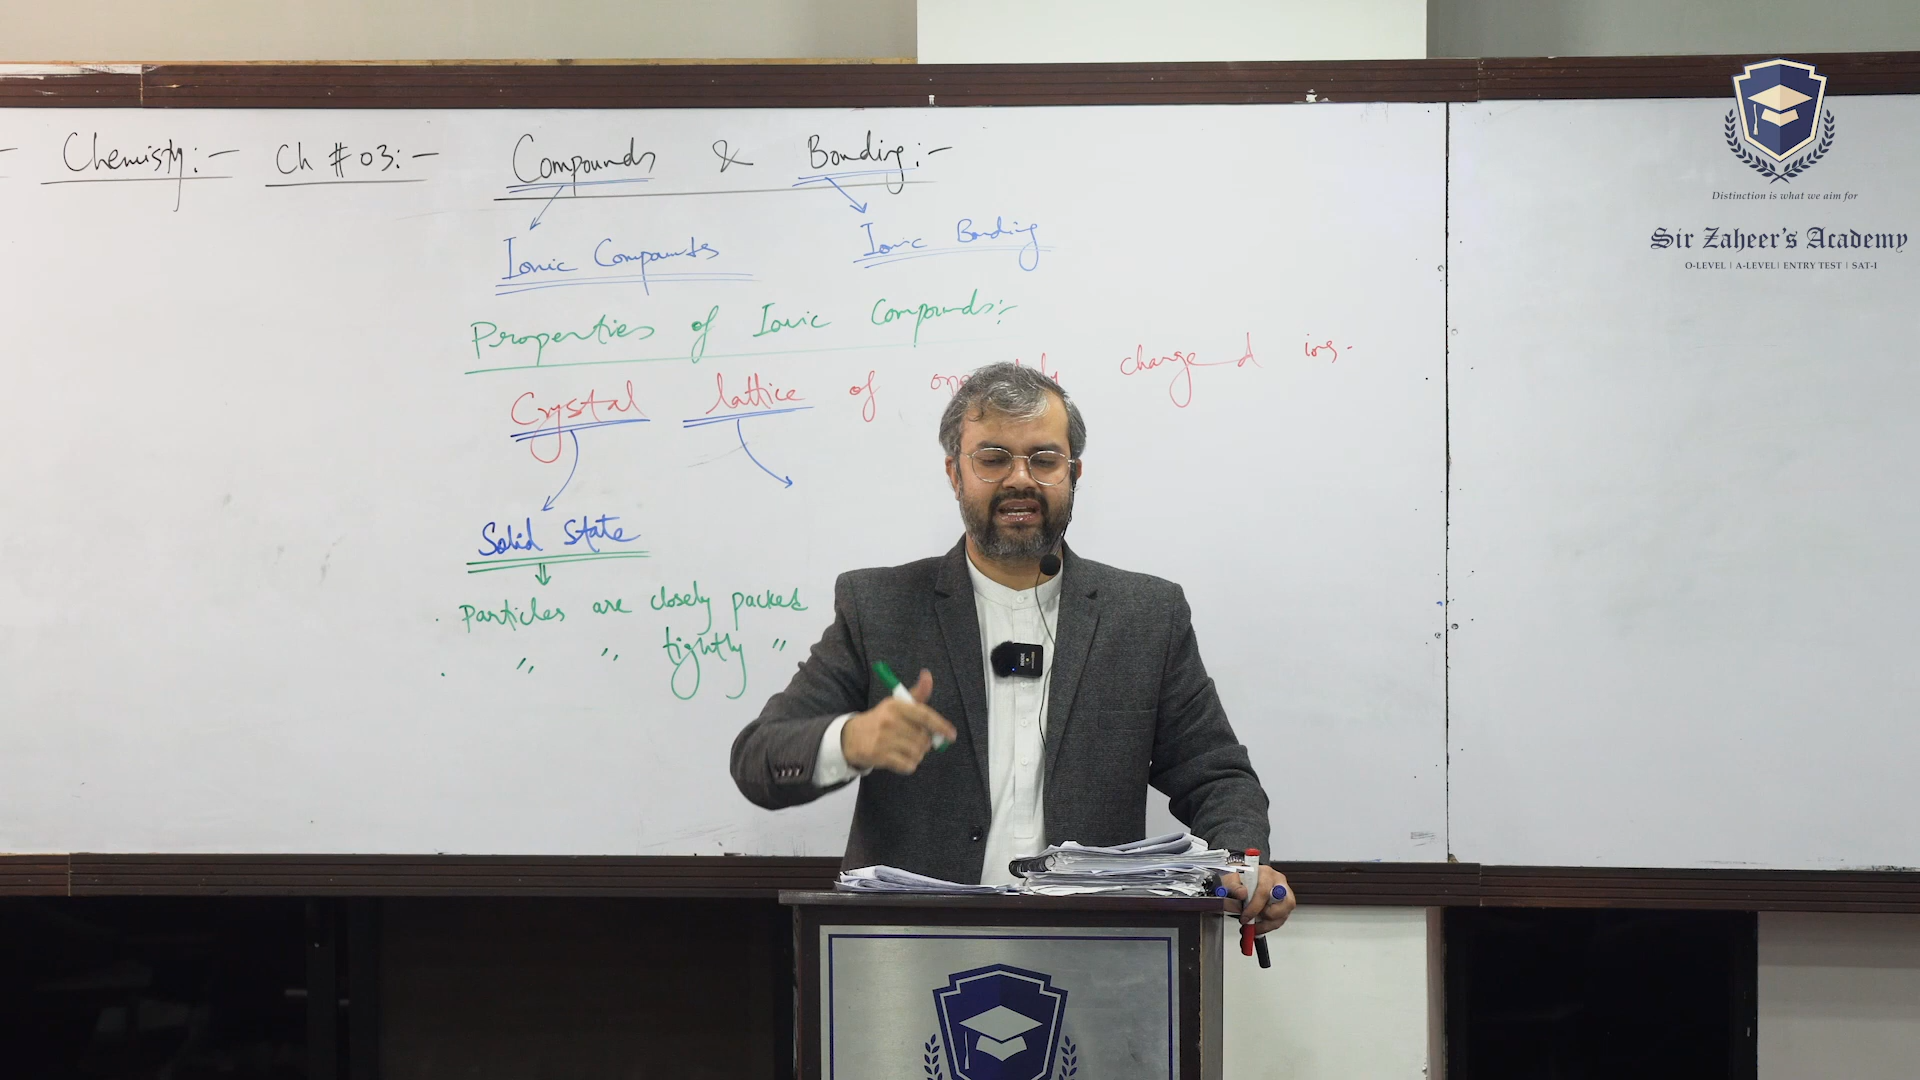 Chemistry:- Ch # 03:- Compounds & Bonding:-
Ionic Compounds
Ionic Bonding
Properties of Ionic Compounds:-
Crystal lattice of charged ions.
Solid state
. Particles are closely packed
. " " tightly "
Distinction is what we aim for
Sir Zaheer's Academy
O-LEVEL | A-LEVEL | ENTRY TEST | SAT-I